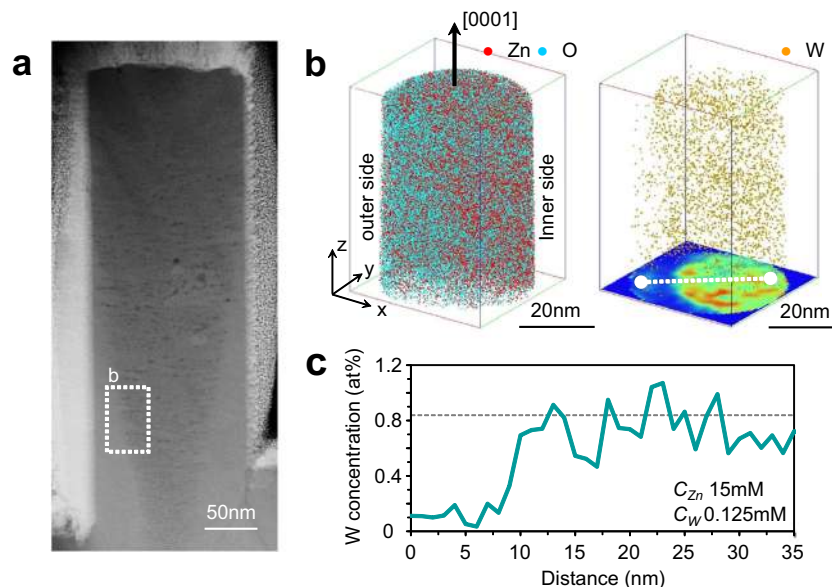 a
b
50nm
b
[0001]
Zn O
W
outer side
Inner side
z
y
x
20nm
20nm
c
W concentration (at%)
1.2
0.8
0.4
0
0 5 10 15 20 25 30 35
Distance (nm)
C_Zn 15mM
C_W 0.125mM